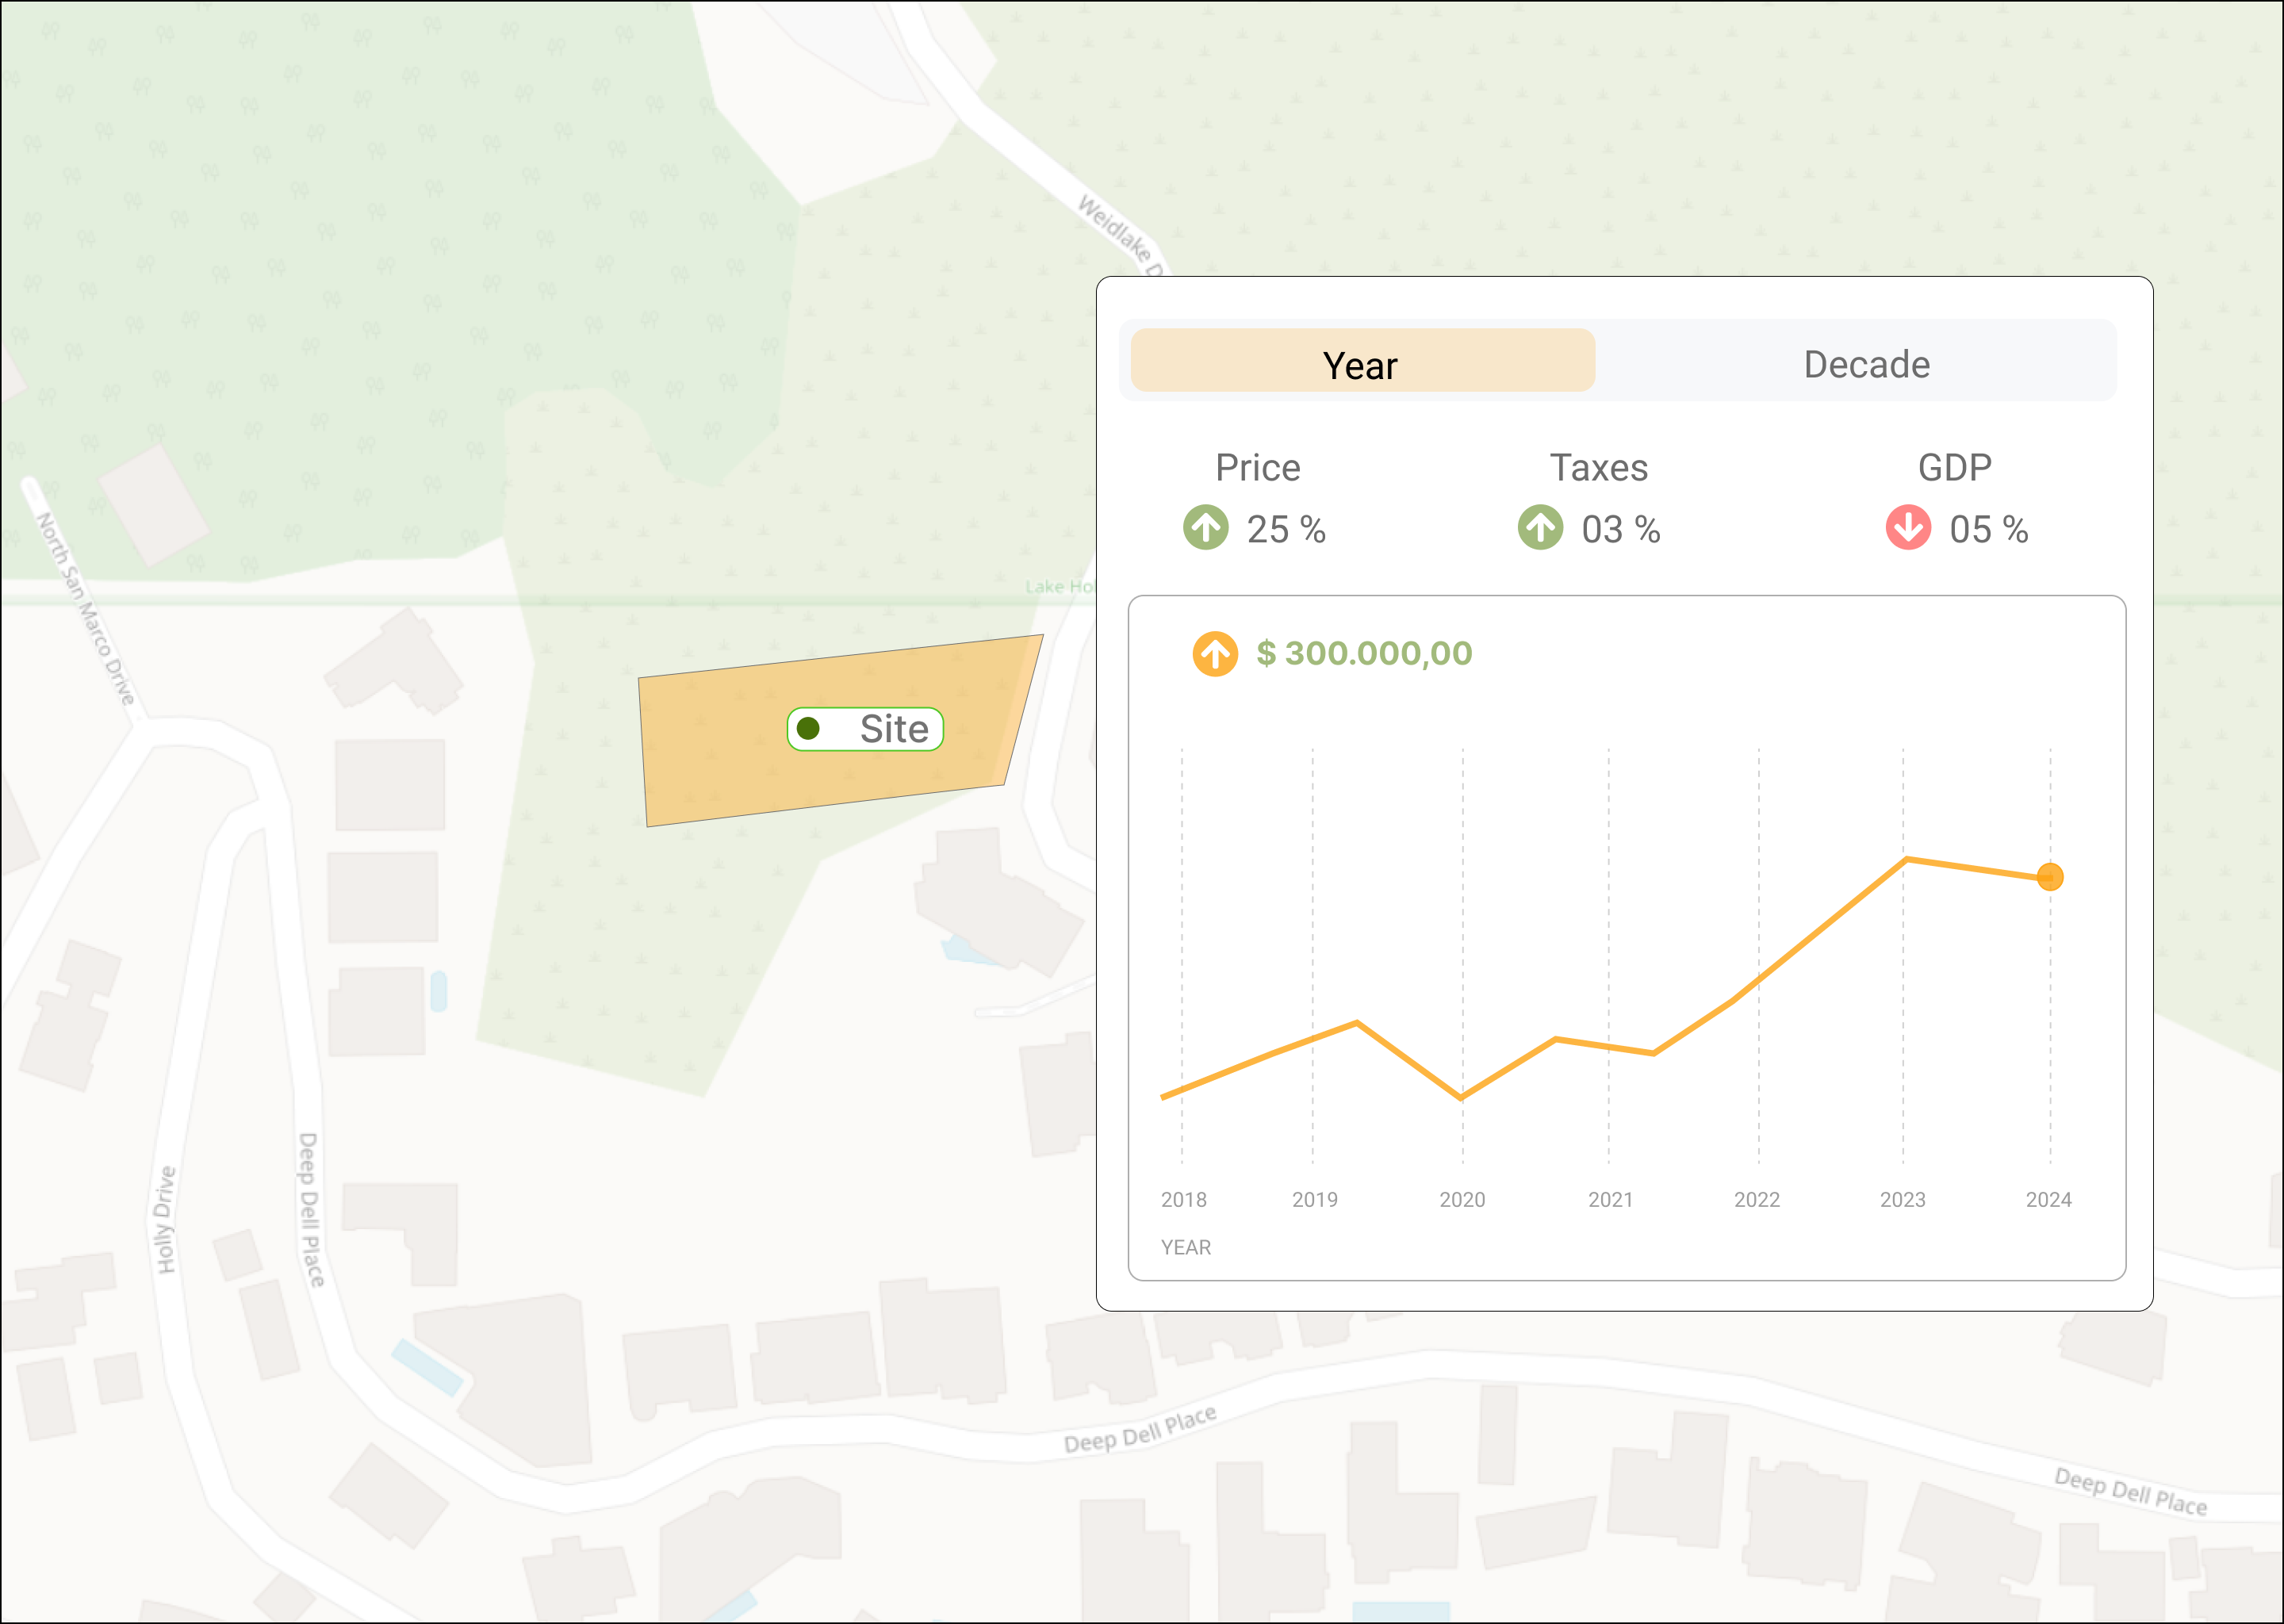 Weidlake D
Year
Decade
Price
Taxes
GDP
25 %
03 %
05 %
North San Marco Drive
Lake Hol
$ 300.000,00
Site
2018
2019
2020
2021
2022
2023
2024
YEAR
Holly Drive
Deep Dell Place
Deep Dell Place
Deep Dell Place